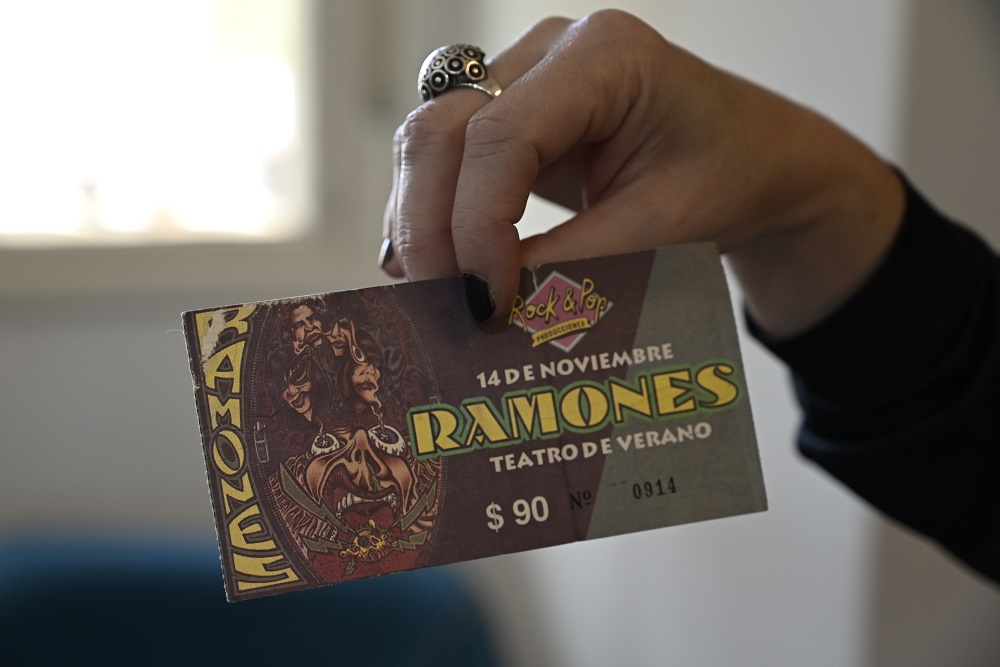 RAMONES
Rock & Pop
PRODUCCIONES
14 DE NOVIEMBRE
RAMONES
TEATRO DE VERANO
$ 90 Nº 0914